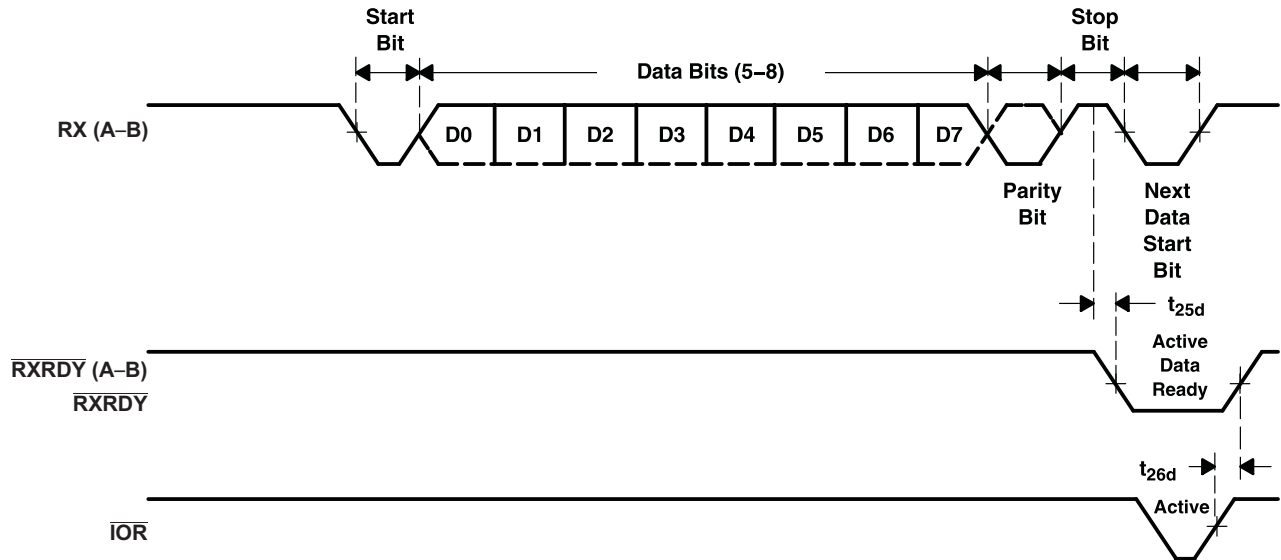 Start
Bit
Stop
Bit
Data Bits (5–8)
RX (A–B)
D0 D1 D2 D3 D4 D5 D6 D7
Parity
Bit
Next
Data
Start
Bit
t25d
RXRDY (A–B)
RXRDY
Active
Data
Ready
t26d
IOR
Active